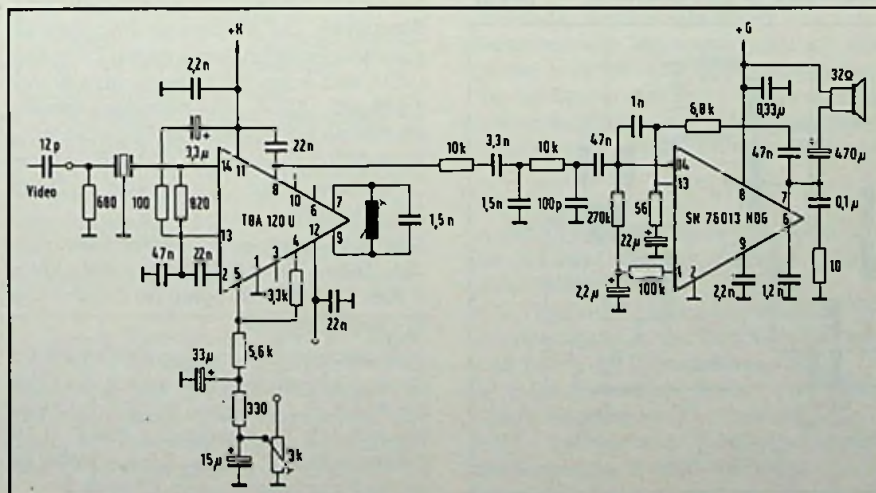 +H
2,2n
3,3µ
22n
12p
Video
680
100
820
14
11
8
10
6
7
TBA 120 U
12
9
1,5n
13
2
5
1
3
4
47n
22n
3,3k
22n
5,6k
33µ
330
15µ
3k
10k
3,3n
10k
1,5n
100p
47n
1n
6,8k
270k
56
22µ
2,2µ
100k
+G
32Ω
0,33µ
47n
470µ
13
8
7
SN 76013 NDG
6
0,1µ
1
2
9
2,2n
1,2n